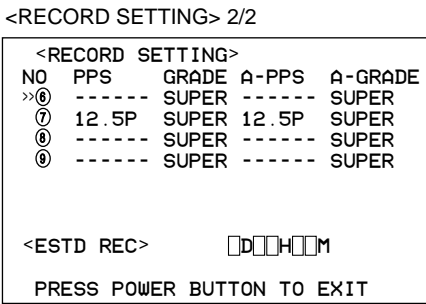 <RECORD SETTING> 2/2
<RECORD SETTING>
NO PPS GRADE A-PPS A-GRADE
>>⑥ ------ SUPER ------ SUPER
⑦ 12.5P SUPER 12.5P SUPER
⑧ ------ SUPER ------ SUPER
⑨ ------ SUPER ------ SUPER
<ESTD REC> □D□□H□□M
PRESS POWER BUTTON TO EXIT